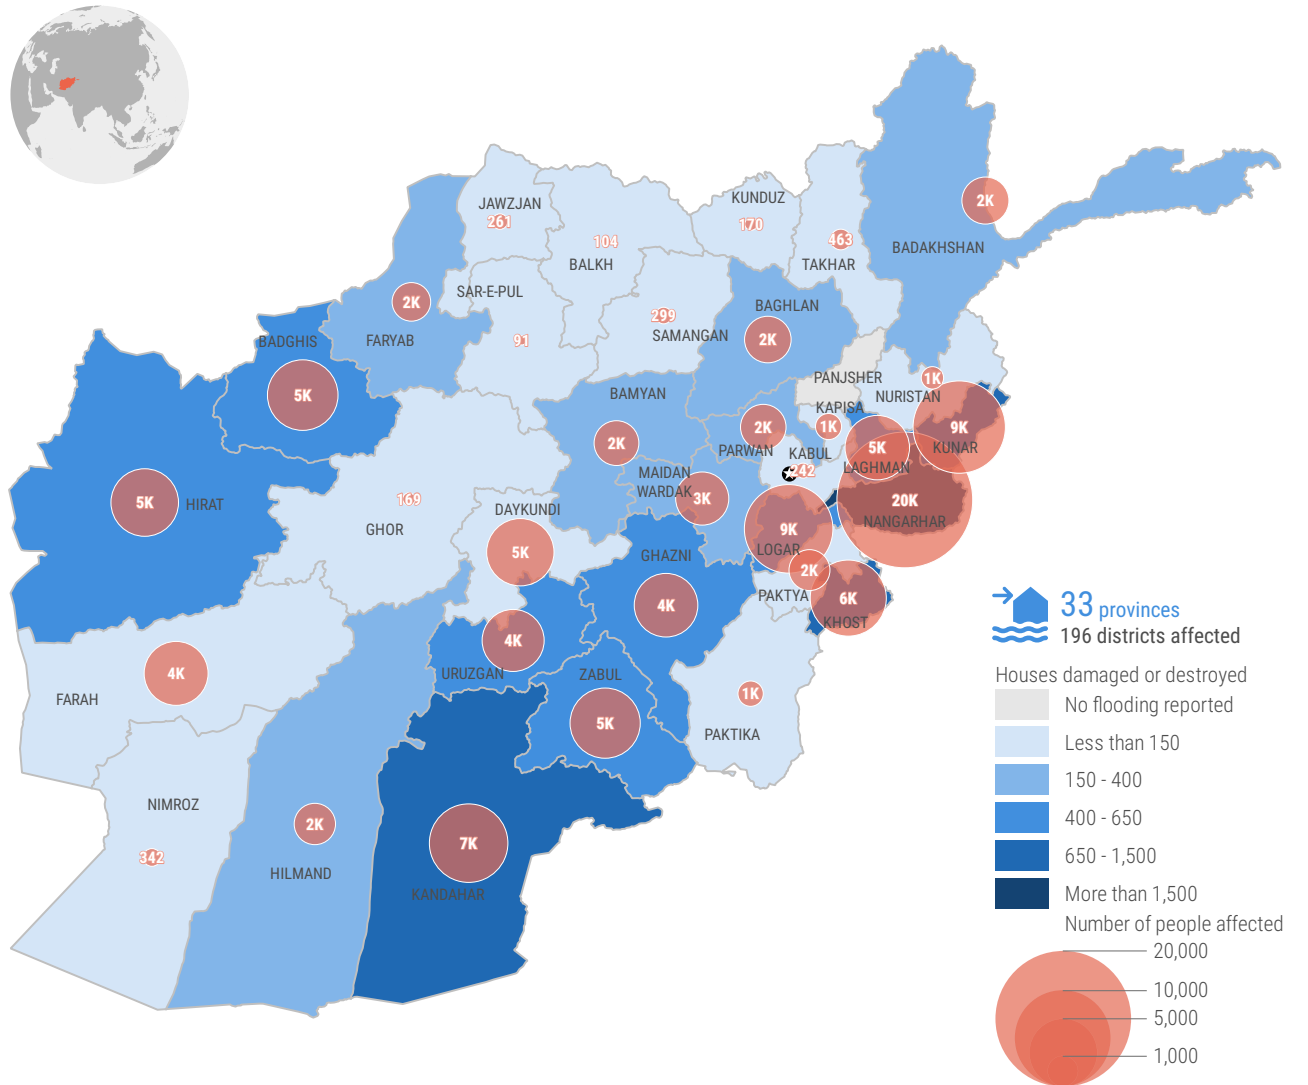 JAWZJAN
261
104
BALKH
KUNDUZ
170
463
TAKHAR
2K
BADAKHSHAN
SAR-E-PUL
91
299
SAMANGAN
BAGHLAN
2K
2K
FARYAB
BADGHIS
5K
PANJSHER
1K
NURISTAN
BAMYAN
2K
KAPISA
1K
2K
PARWAN
9K
KUNAR
5K
LAGHMAN
KABUL
242
MAIDAN
WARDAK
3K
20K
NANGARHAR
5K
HIRAT
169
GHOR
DAYKUNDI
5K
9K
LOGAR
GHAZNI
4K
2K
PAKTYA
6K
KHOST
4K
URUZGAN
ZABUL
5K
4K
FARAH
1K
PAKTIKA
NIMROZ
342
2K
HILMAND
7K
KANDAHAR
33 provinces
196 districts affected
Houses damaged or destroyed
No flooding reported
Less than 150
150 - 400
400 - 650
650 - 1,500
More than 1,500
Number of people affected
20,000
10,000
5,000
1,000